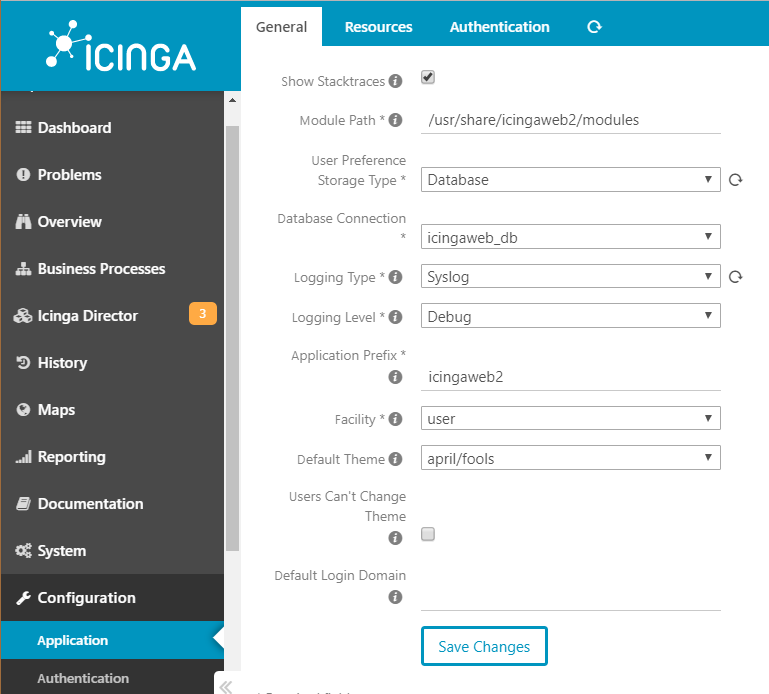 ICINGA
General
Resources
Authentication
Dashboard
Problems
Overview
Business Processes
Icinga Director
3
History
Maps
Reporting
Documentation
System
Configuration
Application
Authentication
Show Stacktraces
Module Path *
/usr/share/icingaweb2/modules
User Preference
Storage Type *
Database
Database Connection
*
icingaweb_db
Logging Type *
Syslog
Logging Level *
Debug
Application Prefix *
icingaweb2
Facility *
user
Default Theme
april/fools
Users Can't Change
Theme
Default Login Domain
Save Changes